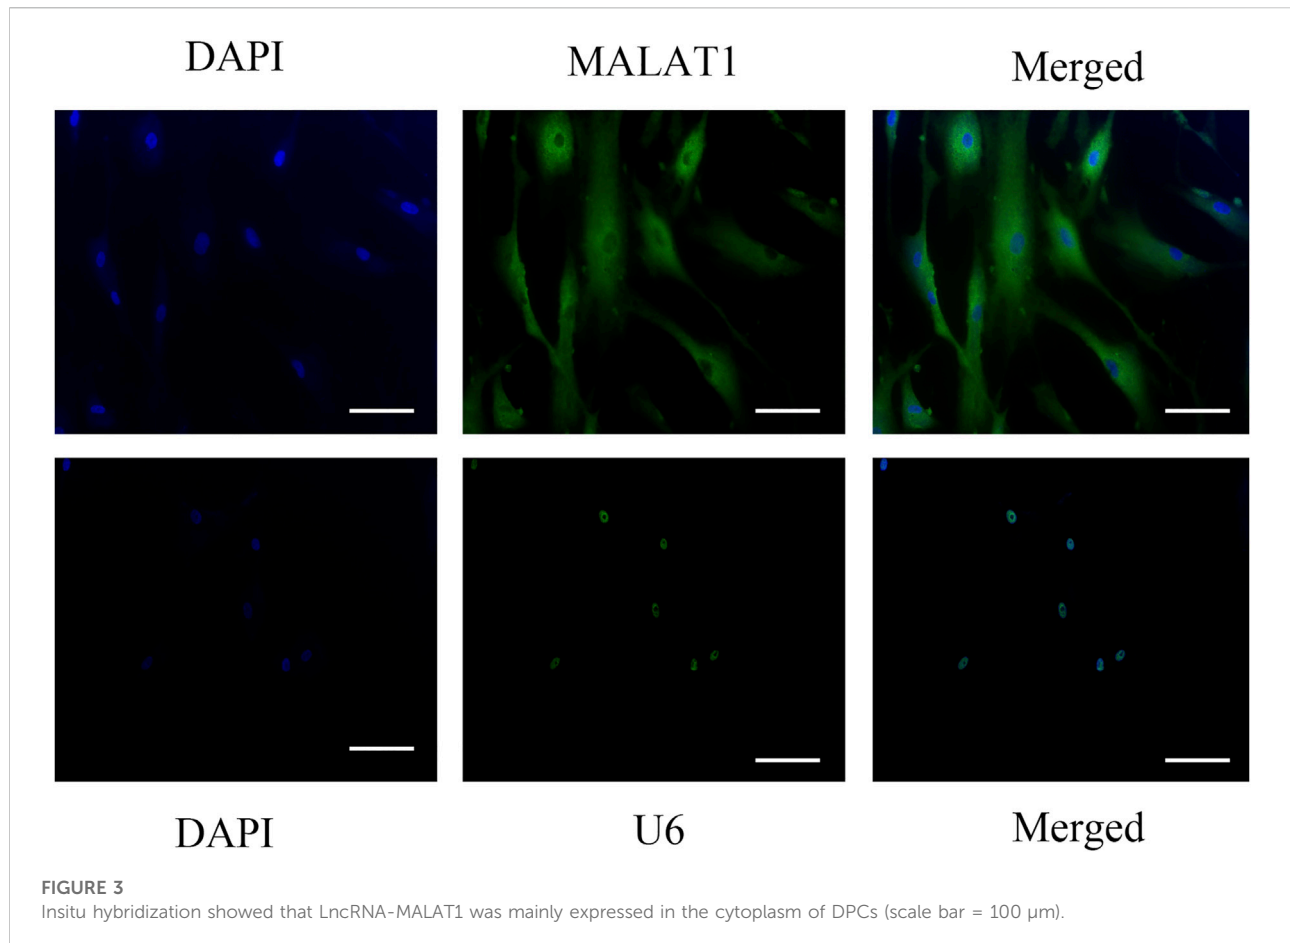 DAPI
MALAT1
Merged
DAPI
U6
Merged
FIGURE 3
Insitu hybridization showed that LncRNA-MALAT1 was mainly expressed in the cytoplasm of DPCs (scale bar = 100 µm).